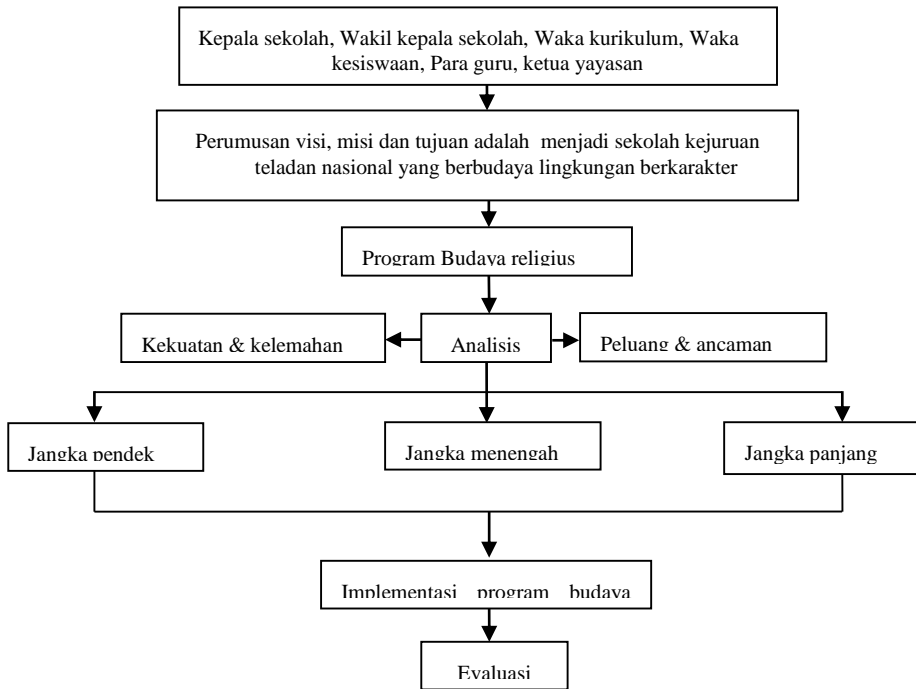 Kepala sekolah, Wakil kepala sekolah, Waka kurikulum, Waka
kesiswaan, Para guru, ketua yayasan
Perumusan visi, misi dan tujuan adalah menjadi sekolah kejuruan
teladan nasional yang berbudaya lingkungan berkarakter
Program Budaya religius
Kekuatan & kelemahan
Analisis
Peluang & ancaman
Jangka pendek
Jangka menengah
Jangka panjang
Implementasi program budaya
Evaluasi